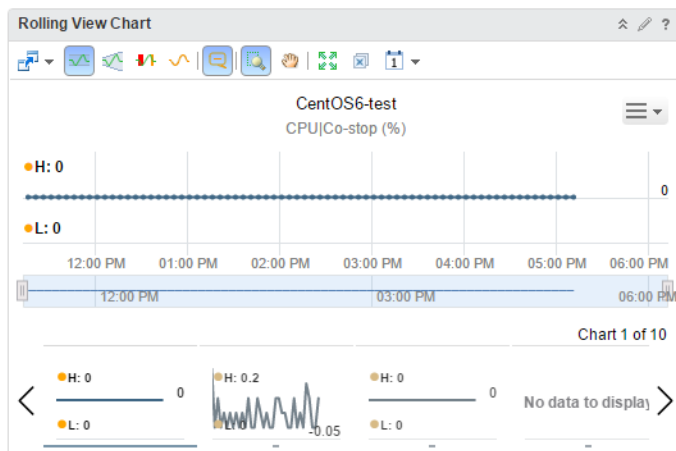 Rolling View Chart
?
1
CentOS6-test
CPU|Co-stop (%)
H: 0
0
L: 0
12:00 PM 01:00 PM 02:00 PM 03:00 PM 04:00 PM 05:00 PM 06:00 PM
12:00 PM 03:00 PM 06:00 PM
Chart 1 of 10
H: 0 H: 0.2 H: 0
0 0 No data to display
L: 0 L: 0 -0.05 L: 0